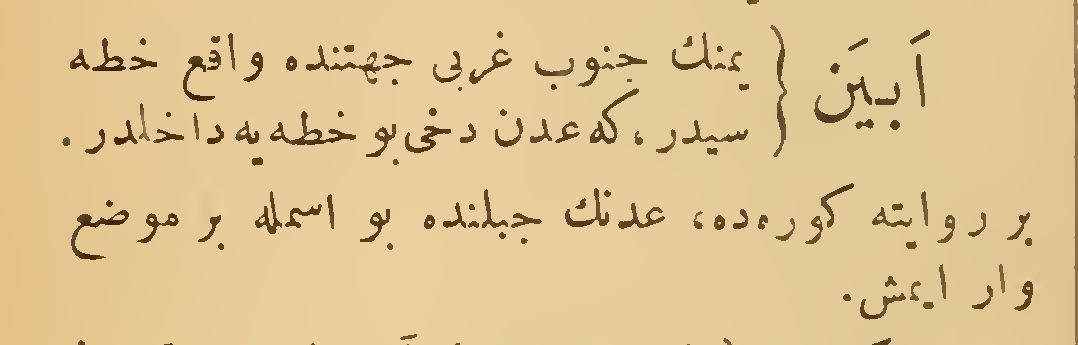 اَبيَن { يمنك جنوب غربى جهتنده واقع خطه
سيدر ، كه عدن دخى بو خطه يه داخلدر .
بر روايته كوره ده ، عدنك جبلنده بو اسمله بر موضع
وار ايمش .